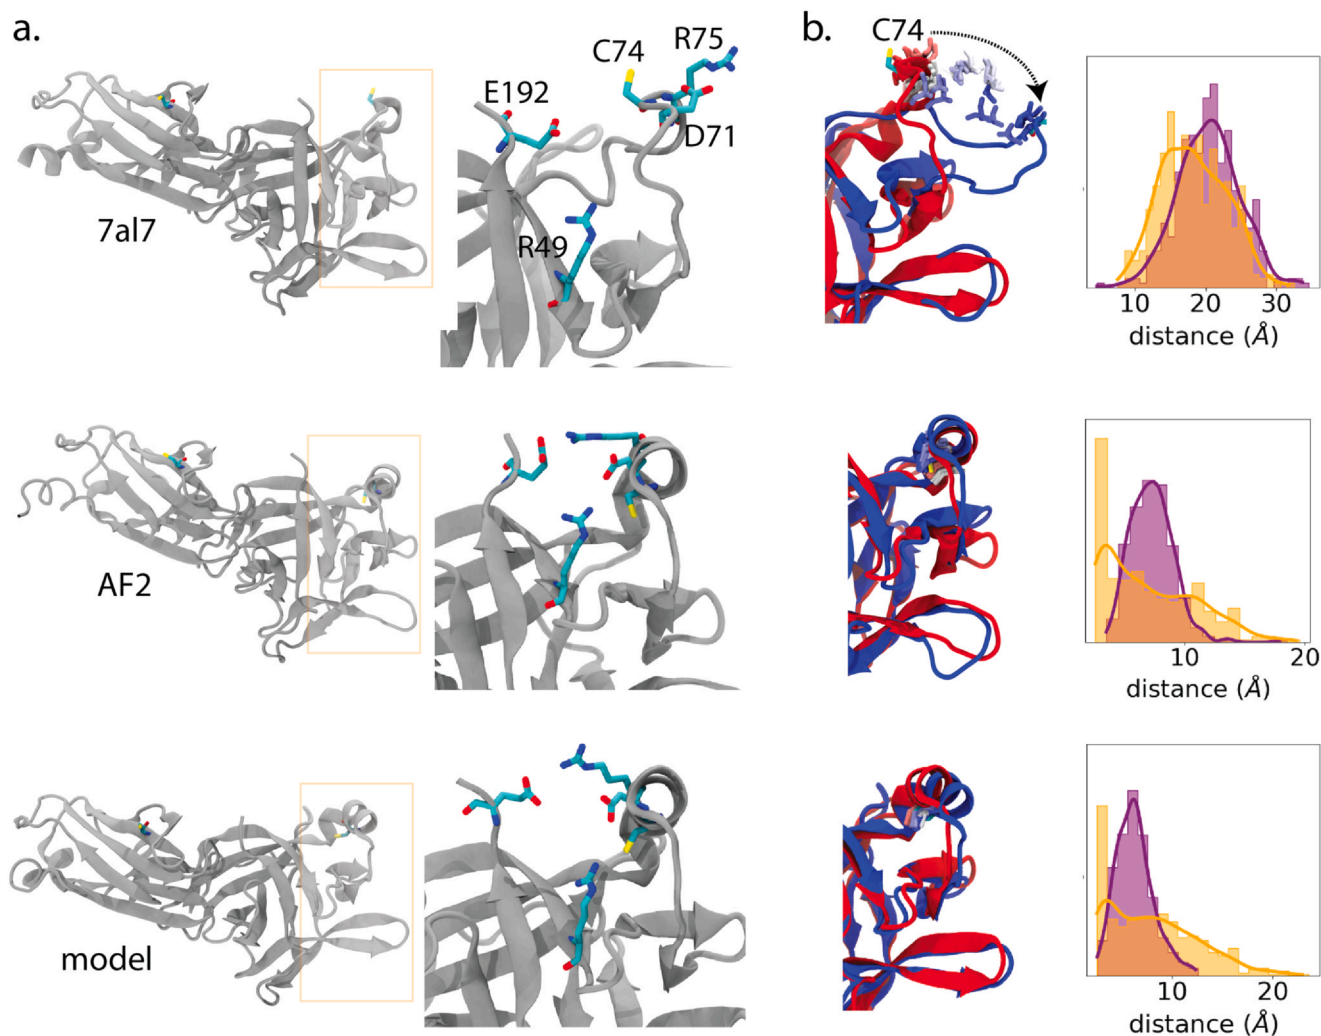 a.
b.
7al7
E192
C74
R75
D71
R49
C74
10 20 30
distance (Å)
AF2
10 20
distance (Å)
model
10 20
distance (Å)